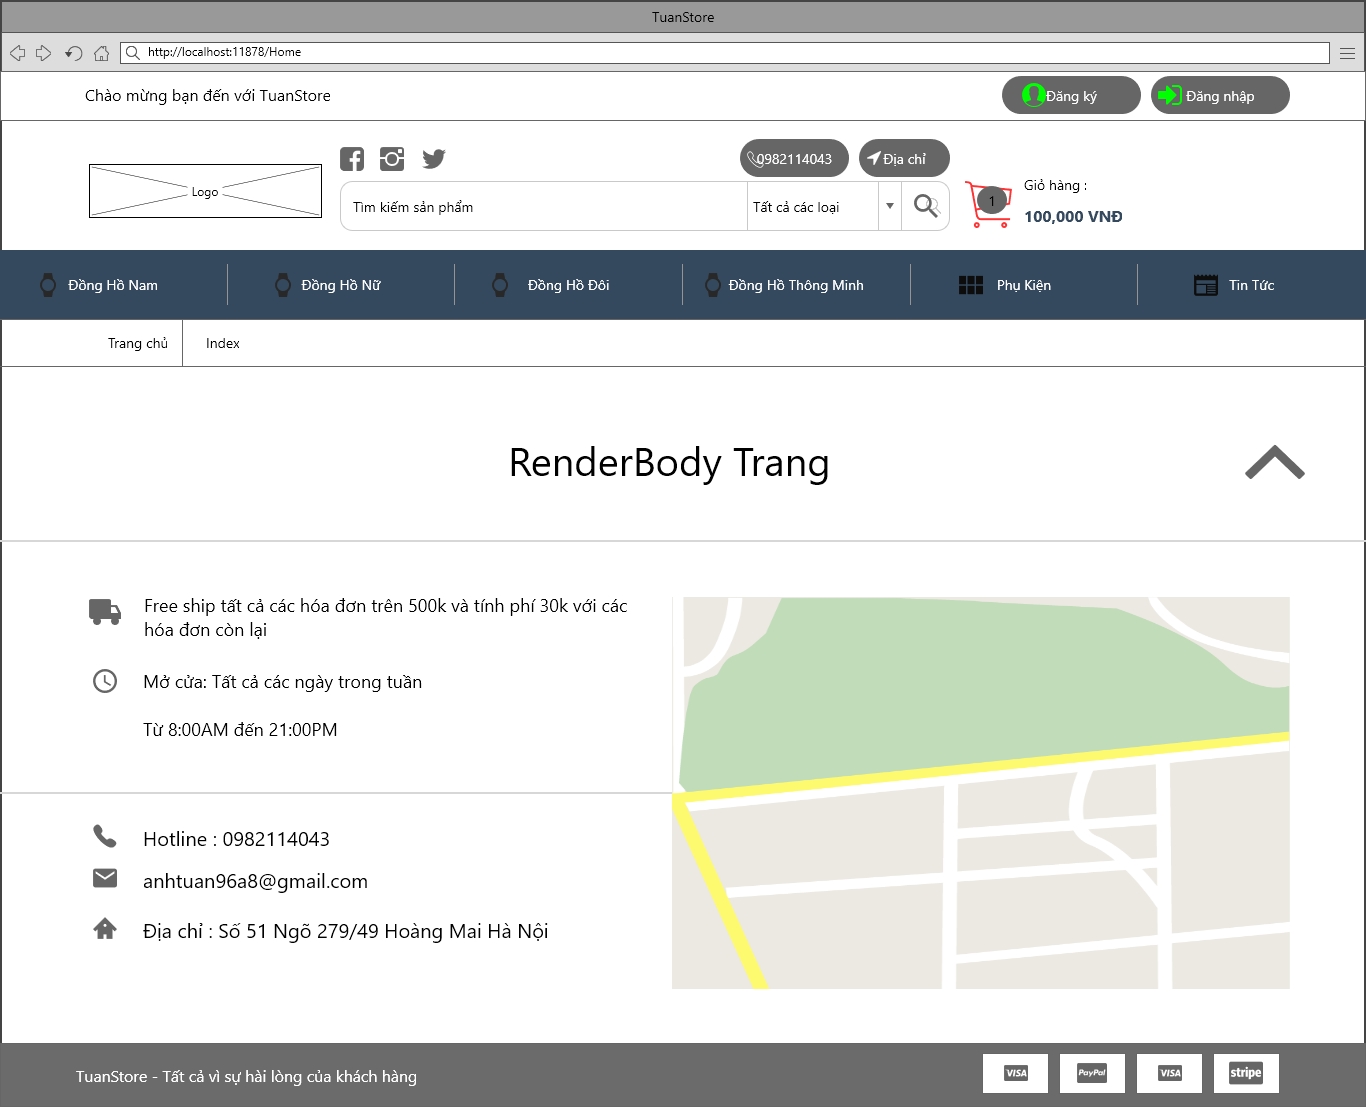 TuanStore
http://localhost:11878/Home
Chào mừng bạn đến với TuanStore
Đăng ký
Đăng nhập
0982114043
Địa chỉ
Logo
Tìm kiếm sản phẩm
Tất cả các loại
1
Giỏ hàng :
100,000 VNĐ
Đồng Hồ Nam
Đồng Hồ Nữ
Đồng Hồ Đôi
Đồng Hồ Thông Minh
Phụ Kiện
Tin Tức
Trang chủ
Index
RenderBody Trang
Free ship tất cả các hóa đơn trên 500k và tính phí 30k với các
hóa đơn còn lại
Mở cửa: Tất cả các ngày trong tuần
Từ 8:00AM đến 21:00PM
Hotline : 0982114043
anhtuan96a8@gmail.com
Địa chỉ : Số 51 Ngõ 279/49 Hoàng Mai Hà Nội
TuanStore - Tất cả vì sự hài lòng của khách hàng
VISA
PayPal
VISA
stripe